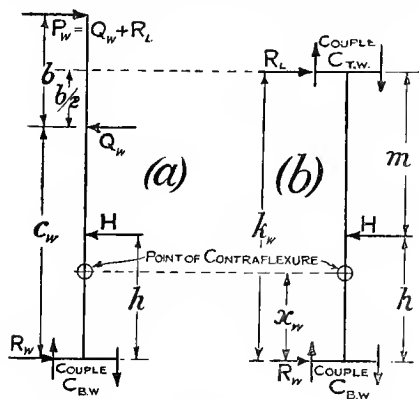 P_W = Q_W + R_L
b
b/2
Q_W
(a)
C_W
H
h
POINT OF CONTRAFLEXURE
R_W
COUPLE
C_B.W
COUPLE
C_T.W.
R_L
(b)
m
k_W
H
h
x_W
R_W
COUPLE
C_B.W